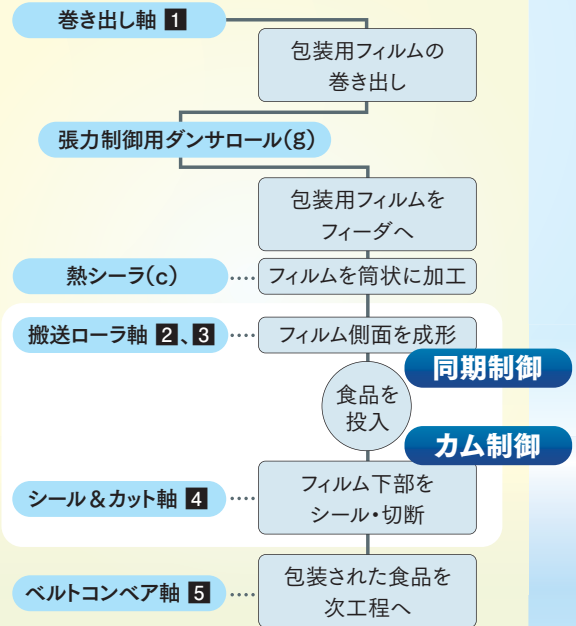 巻き出し軸 1
包装用フィルムの
巻き出し
張力制御用ダンサロール(g)
包装用フィルムを
フィーダへ
熱シーラ(c)
フィルムを筒状に加工
搬送ローラ軸 2、3
フィルム側面を成形
同期制御
食品を
投入
カム制御
シール&カット軸 4
フィルム下部を
シール・切断
ベルトコンベア軸 5
包装された食品を
次工程へ